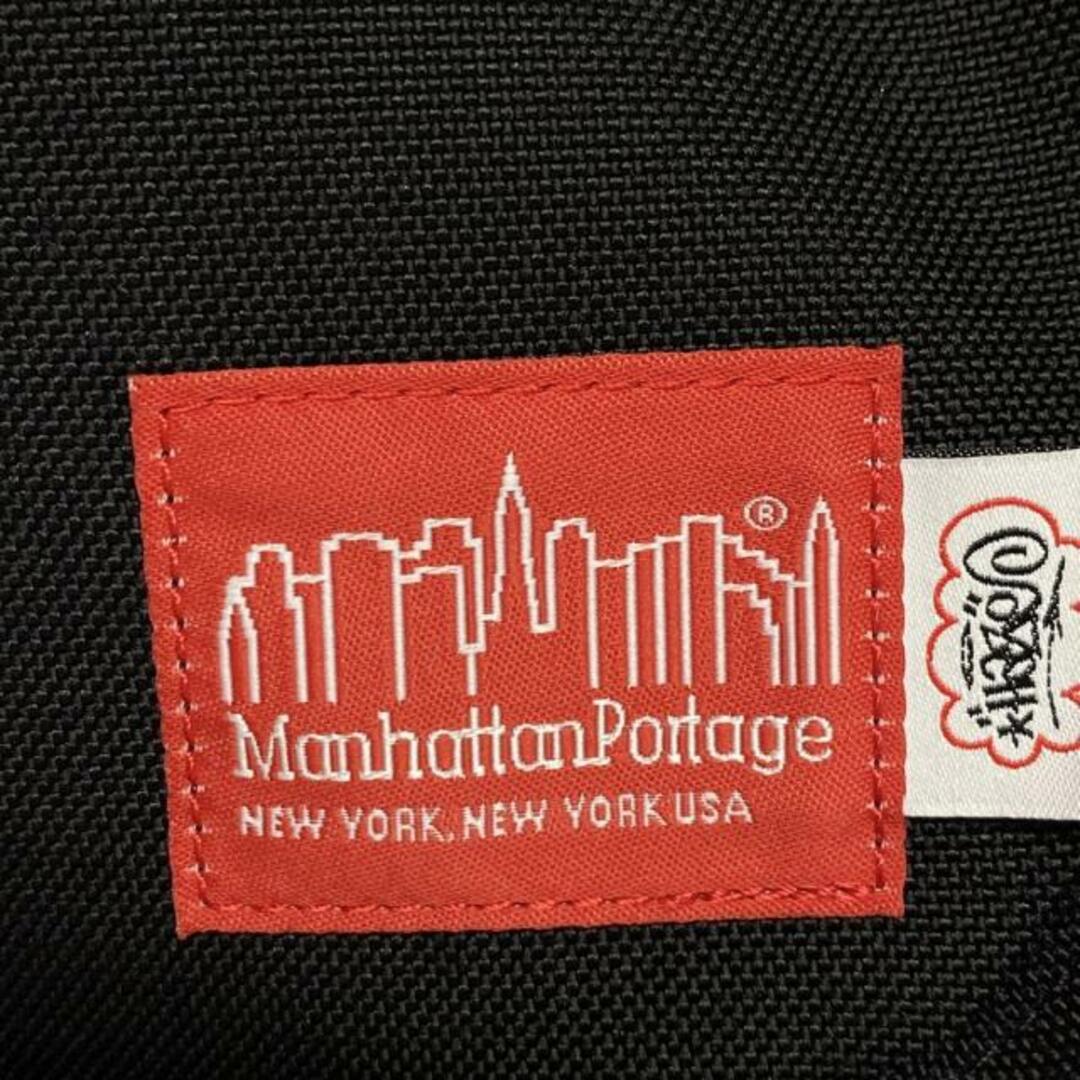 ®
ManhattanPortage
NEW YORK, NEW YORK USA